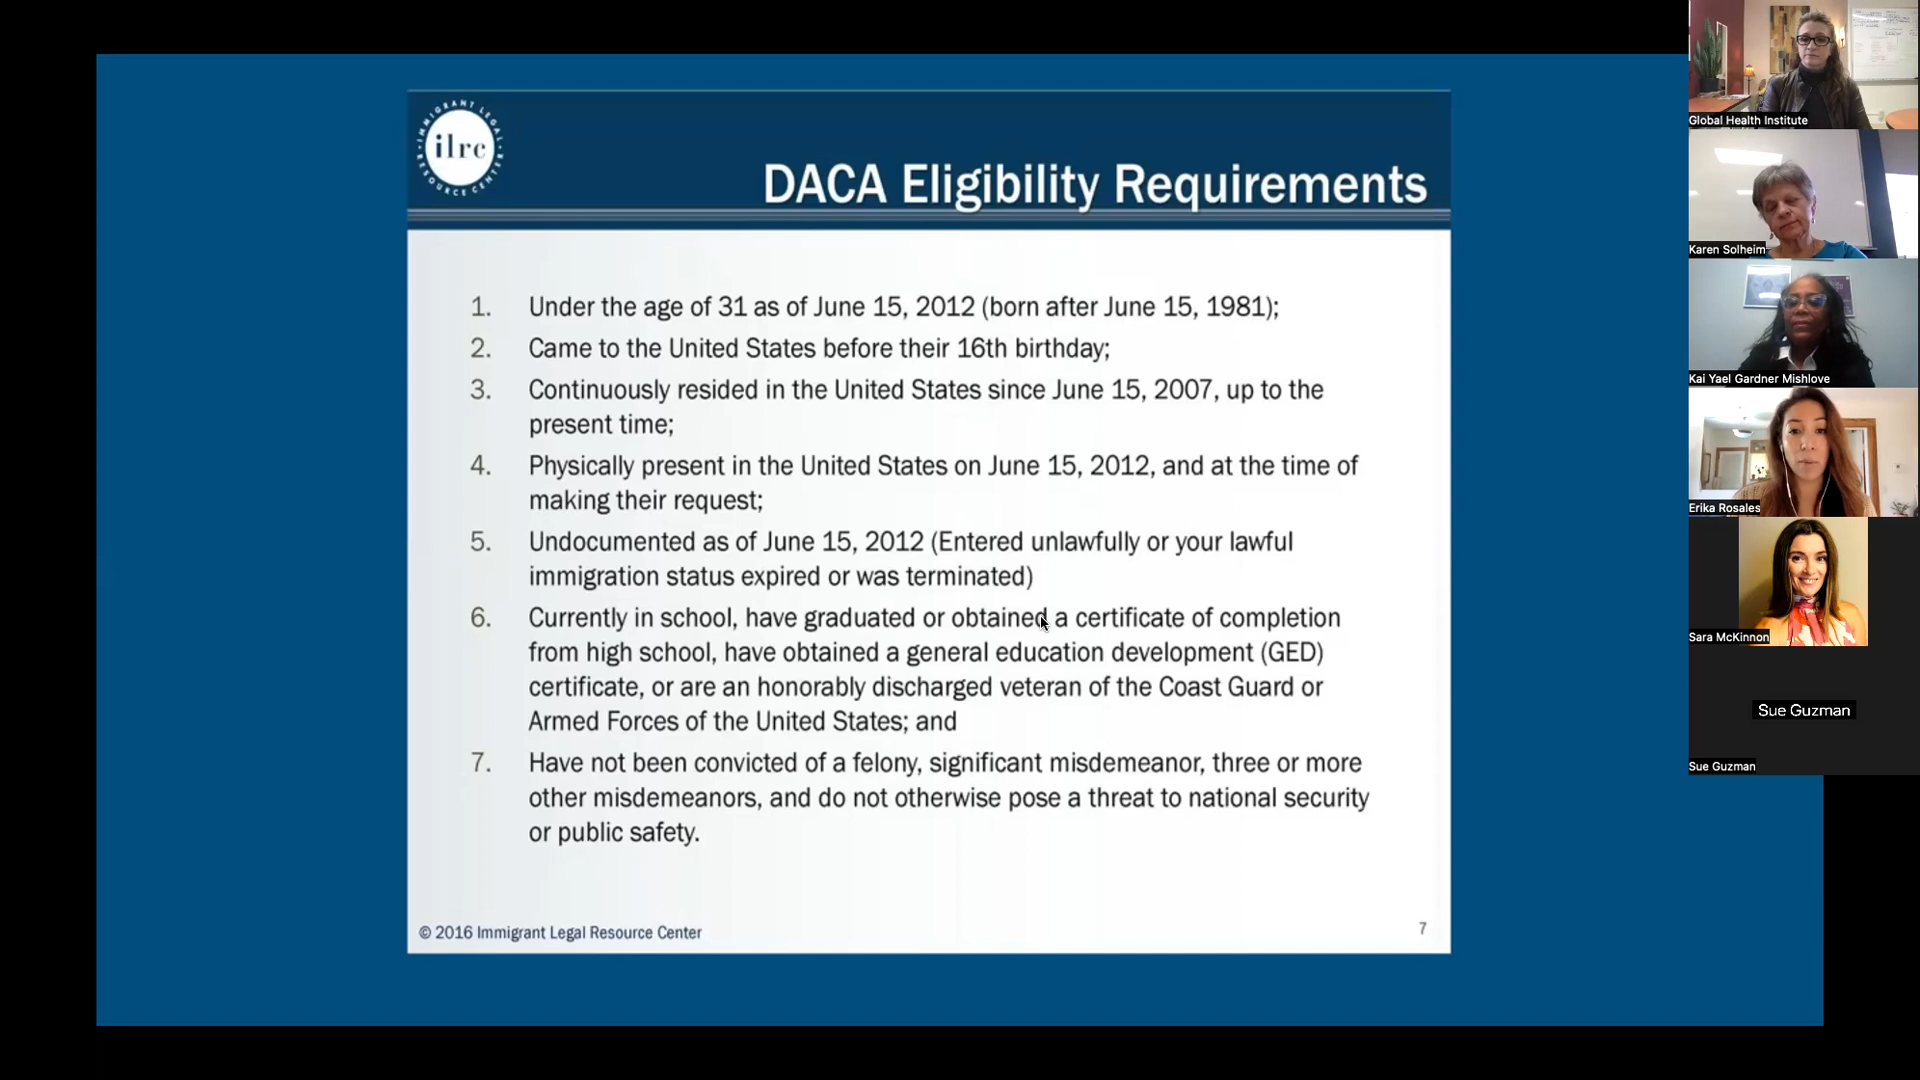 IMMIGRANT LEGAL
ilrc
RESOURCE CENTER
DACA Eligibility Requirements
1. Under the age of 31 as of June 15, 2012 (born after June 15, 1981);
2. Came to the United States before their 16th birthday;
3. Continuously resided in the United States since June 15, 2007, up to the
present time;
4. Physically present in the United States on June 15, 2012, and at the time of
making their request;
5. Undocumented as of June 15, 2012 (Entered unlawfully or your lawful
immigration status expired or was terminated)
6. Currently in school, have graduated or obtained a certificate of completion
from high school, have obtained a general education development (GED)
certificate, or are an honorably discharged veteran of the Coast Guard or
Armed Forces of the United States; and
7. Have not been convicted of a felony, significant misdemeanor, three or more
other misdemeanors, and do not otherwise pose a threat to national security
or public safety.
© 2016 Immigrant Legal Resource Center
7
Global Health Institute
Karen Solheim
Kai Yael Gardner Mishlove
Erika Rosales
Sara McKinnon
Sue Guzman
Sue Guzman